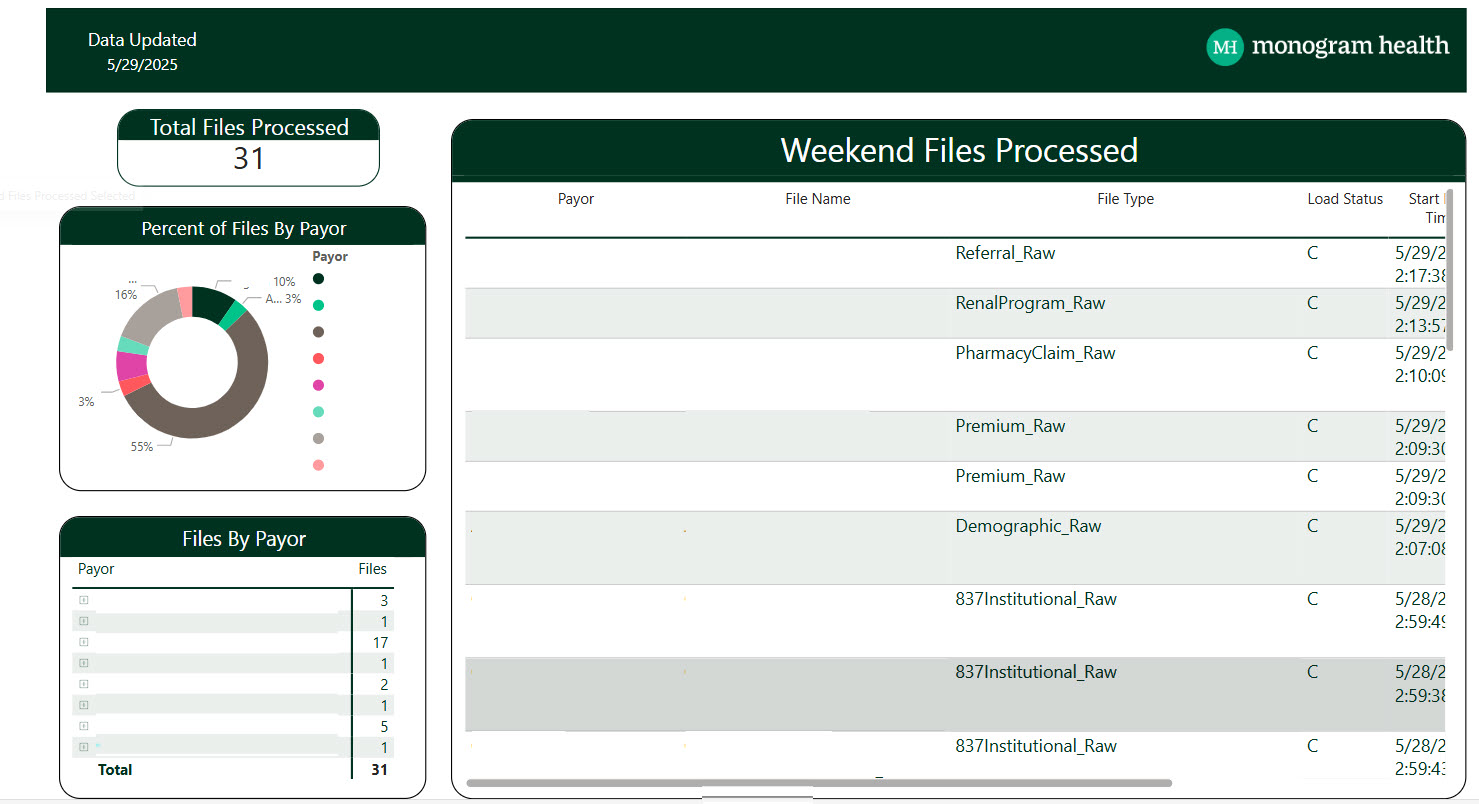 Data Updated
5/29/2025
MH monogram health
Total Files Processed
31
d Files Processed Selected
Percent of Files By Payor
Payor
10%
A... 3%
...
16%
3%
55%
Files By Payor
Payor Files
3
1
17
1
2
1
5
1
Total 31
Weekend Files Processed
Payor File Name File Type Load Status Start
Tim
Referral_Raw C 5/29/2
2:17:38
RenalProgram_Raw C 5/29/2
2:13:57
PharmacyClaim_Raw C 5/29/2
2:10:09
Premium_Raw C 5/29/2
2:09:30
Premium_Raw C 5/29/2
2:09:30
Demographic_Raw C 5/29/2
2:07:08
837Institutional_Raw C 5/28/2
2:59:49
837Institutional_Raw C 5/28/2
2:59:38
837Institutional_Raw C 5/28/2
2:59:43